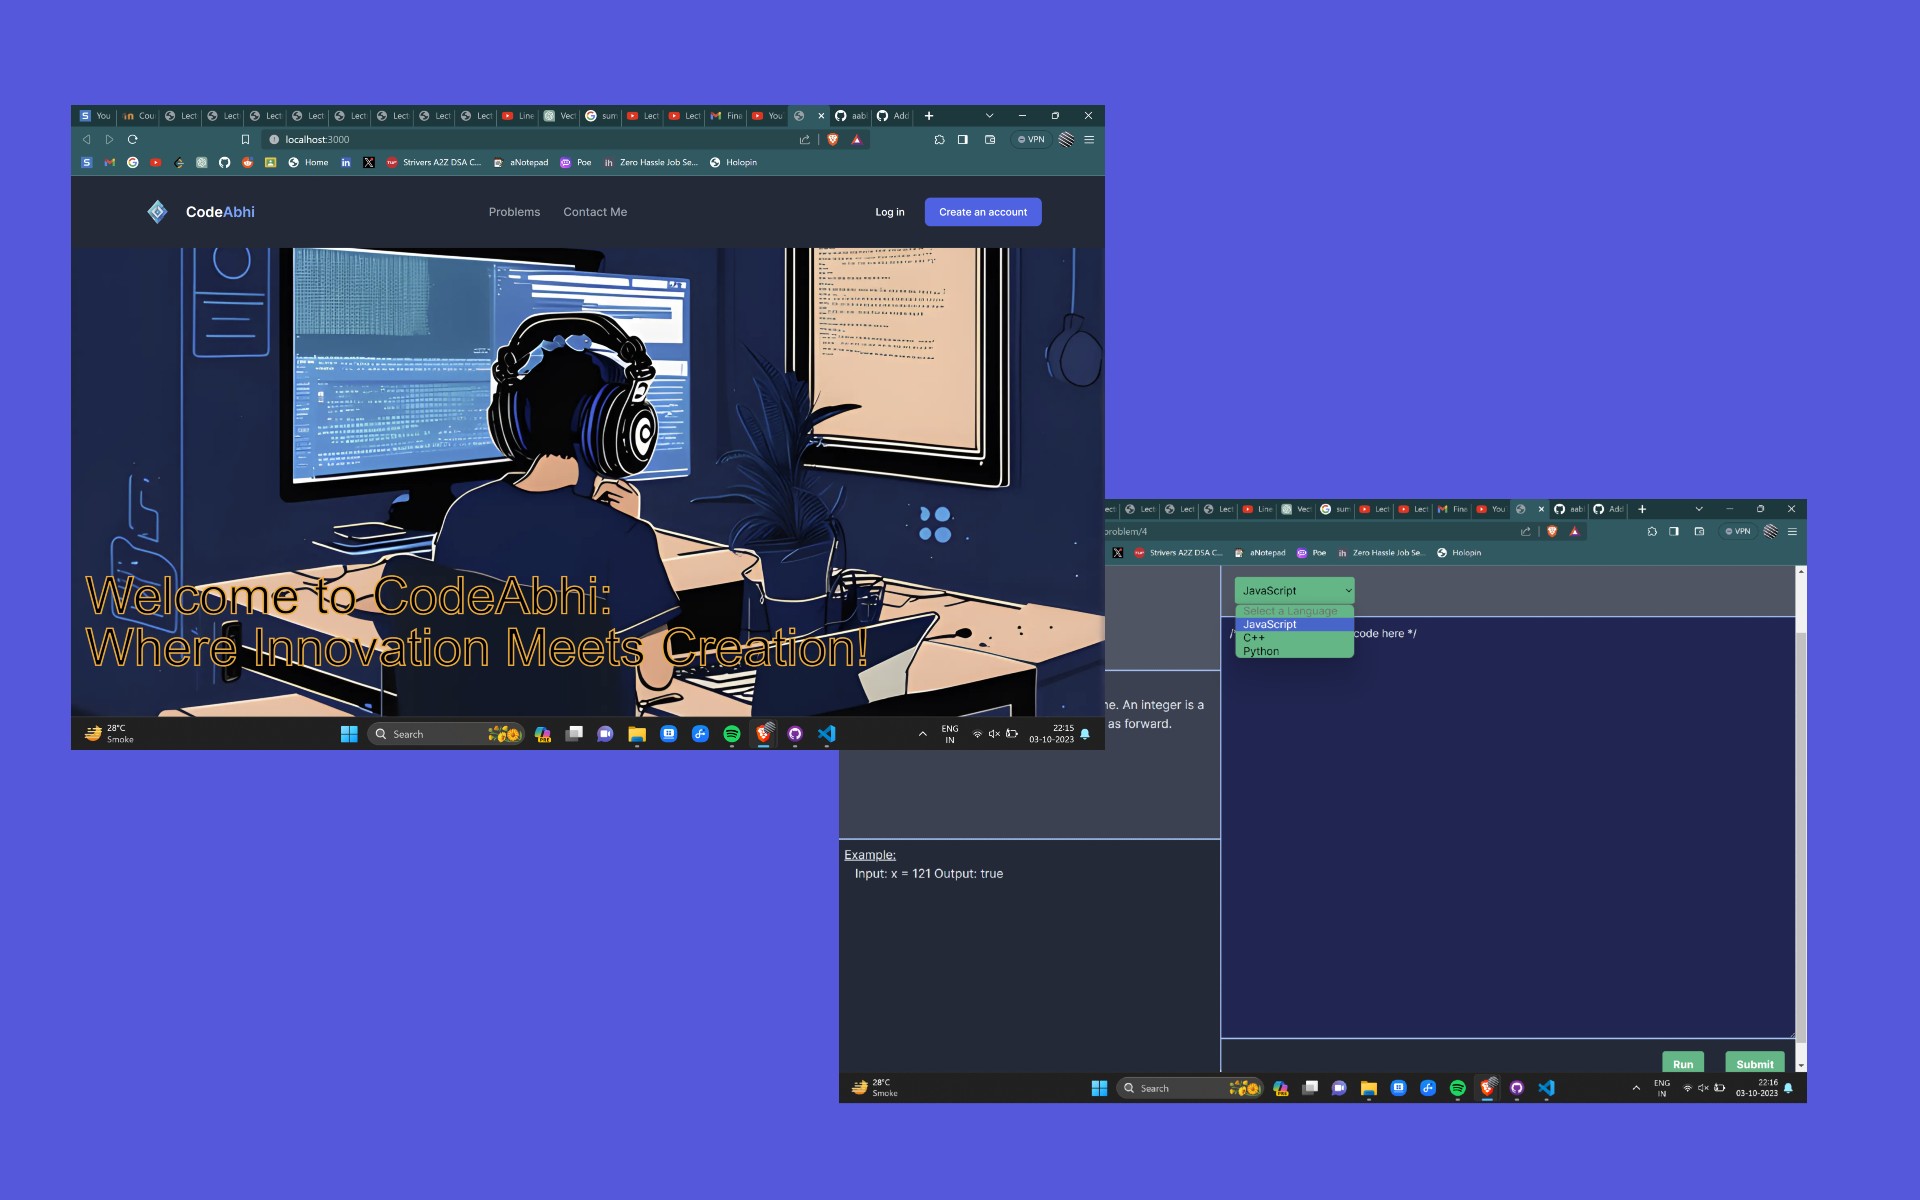 You Cou Lect Lect Lect Lect Lect Lect Lect Lect Line Vect sum Lect Lect Fina You aabl Add
localhost:3000
VPN
Home Strivers A2Z DSA C... aNotepad Poe Zero Hassle Job Se... Holopin
CodeAbhi
Problems Contact Me
Log in Create an account
Welcome to CodeAbhi:
Where Innovation Meets Creation!
28°C
Smoke
Search
ENG
IN
22:15
03-10-2023
Lect Lect Lect Line Vect sum Lect Lect Fina You aabl Add
problem/4
VPN
Strivers A2Z DSA C... aNotepad Poe Zero Hassle Job Se... Holopin
JavaScript
Select a Language
JavaScript
C++
Python
code here */
ne. An integer is a
as forward.
Example:
Input: x = 121 Output: true
Run Submit
28°C
Smoke
Search
ENG
IN
22:16
03-10-2023